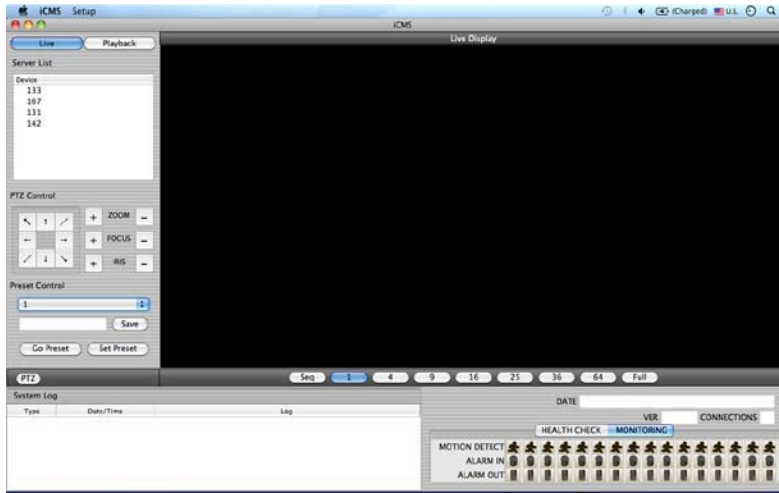 iCMS Setup (Charged) U.S.
iCMS
Live Playback
Live Display
Server List
Device
133
167
131
142
PTZ Control
+ ZOOM -
+ FOCUS -
+ IRIS -
Preset Control
1
Save
Go Preset Set Preset
PTZ
Seq 1 4 9 16 25 36 64 Full
System Log
Type Date/Time Log
DATE
VER CONNECTIONS
HEALTH CHECK MONITORING
MOTION DETECT
ALARM IN
ALARM OUT